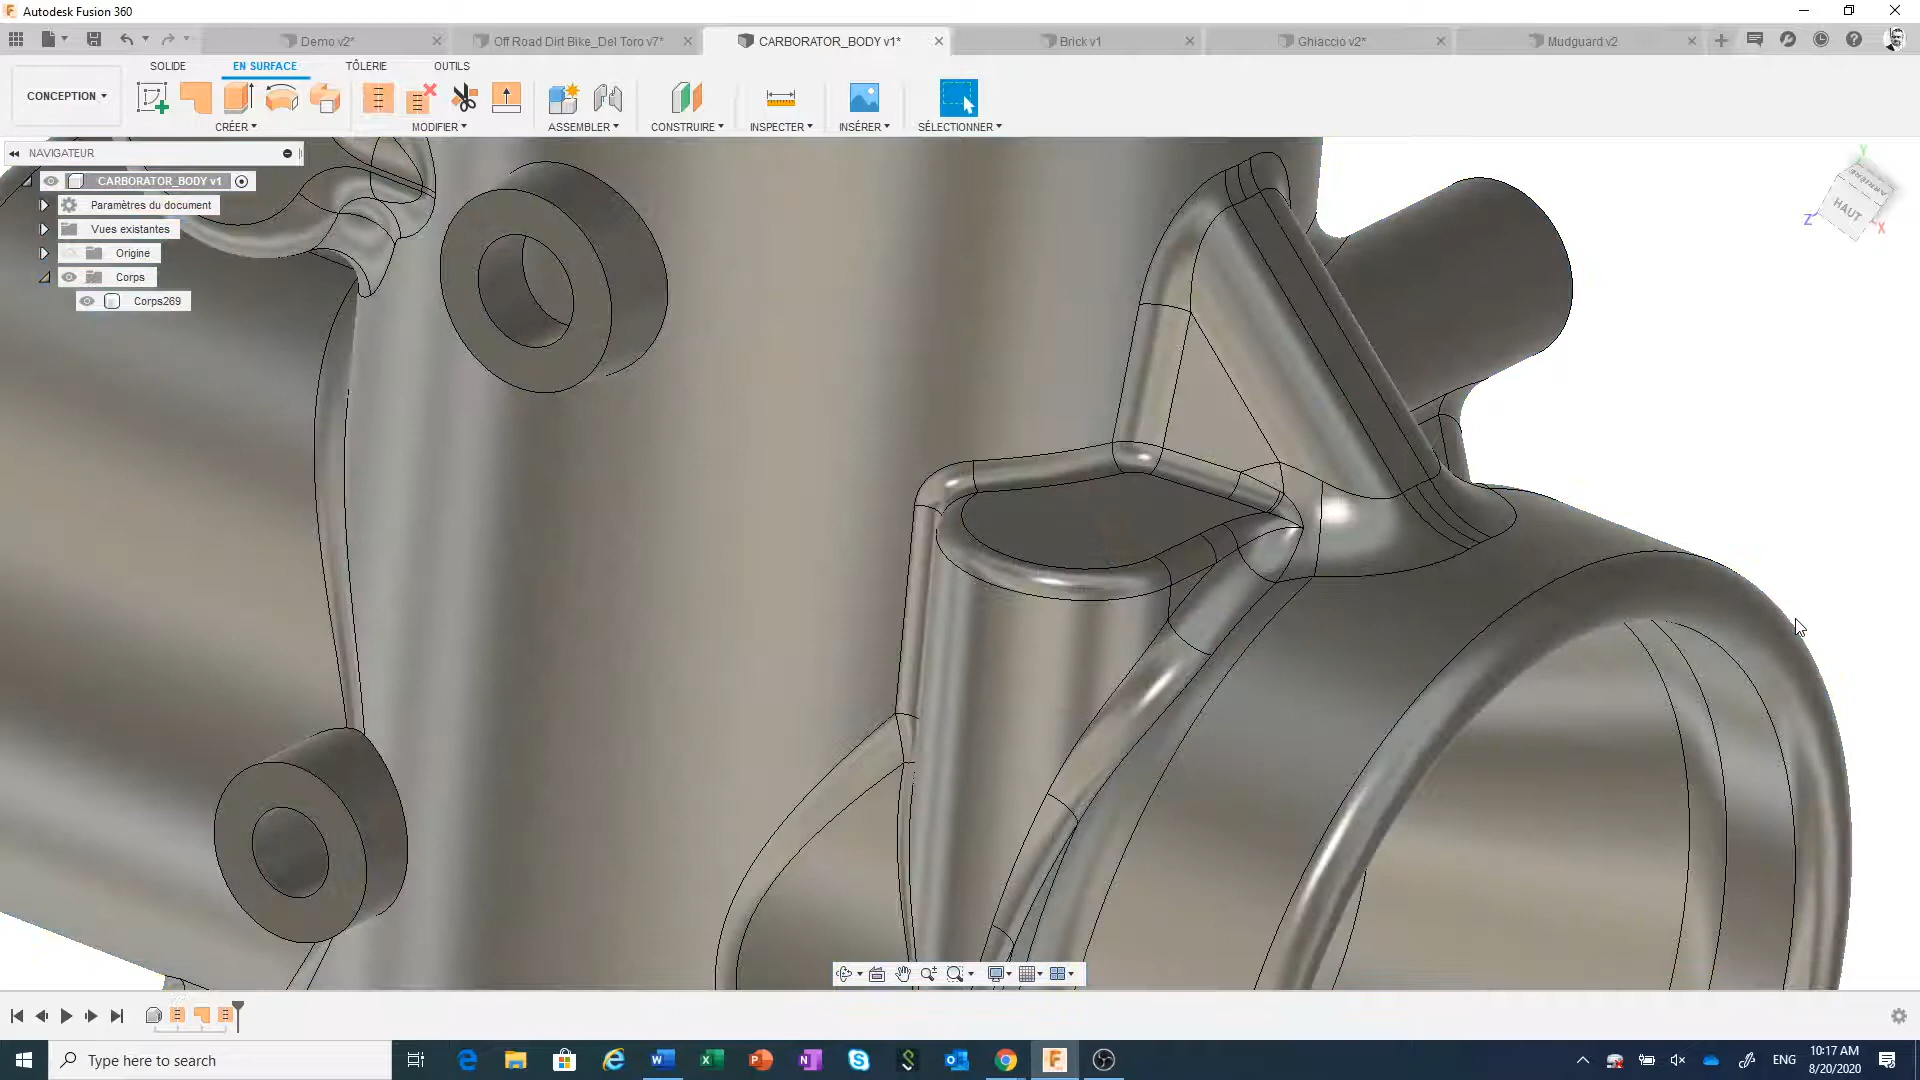 Autodesk Fusion 360
Demo v2*
Off Road Dirt Bike_Del Toro v7*
CARBORATOR_BODY v1*
Brick v1
Ghiaccio v2*
Mudguard v2
SOLIDE
EN SURFACE
TÔLERIE
OUTILS
CONCEPTION
CRÉER
MODIFIER
ASSEMBLER
CONSTRUIRE
INSPECTER
INSÉRER
SÉLECTIONNER
NAVIGATEUR
CARBORATOR_BODY v1
Paramètres du document
Vues existantes
Origine
Corps
Corps269
Y
ARRIÈRE
HAUT
Z
X
Type here to search
ENG
10:17 AM
8/20/2020